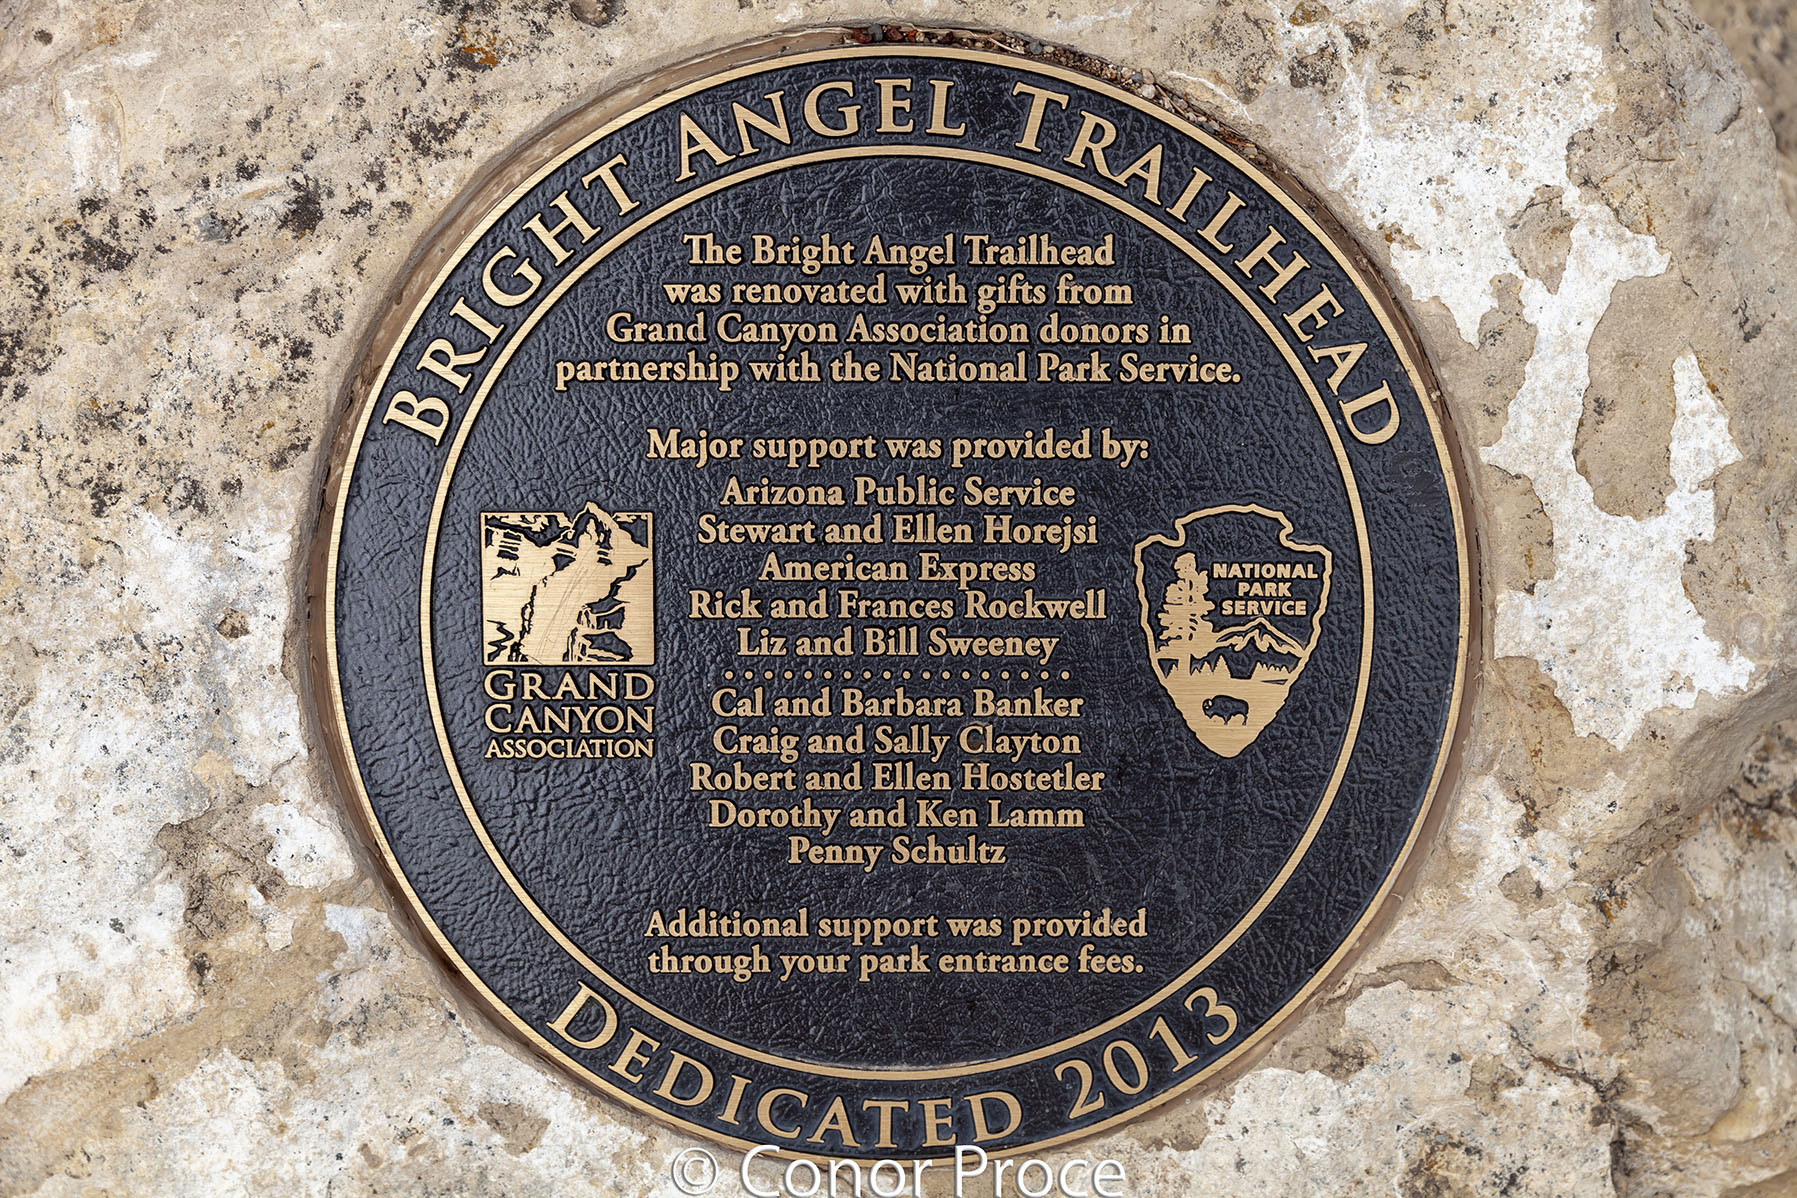 BRIGHT ANGEL TRAILHEAD
The Bright Angel Trailhead
was renovated with gifts from
Grand Canyon Association donors in
partnership with the National Park Service.
Major support was provided by:
Arizona Public Service
Stewart and Ellen Horejsi
American Express
Rick and Frances Rockwell
Liz and Bill Sweeney
Cal and Barbara Banker
Craig and Sally Clayton
Robert and Ellen Hostetler
Dorothy and Ken Lamm
Penny Schultz
GRAND
CANYON
ASSOCIATION
NATIONAL
PARK
SERVICE
Additional support was provided
through your park entrance fees.
DEDICATED 2013
© Conor Proce